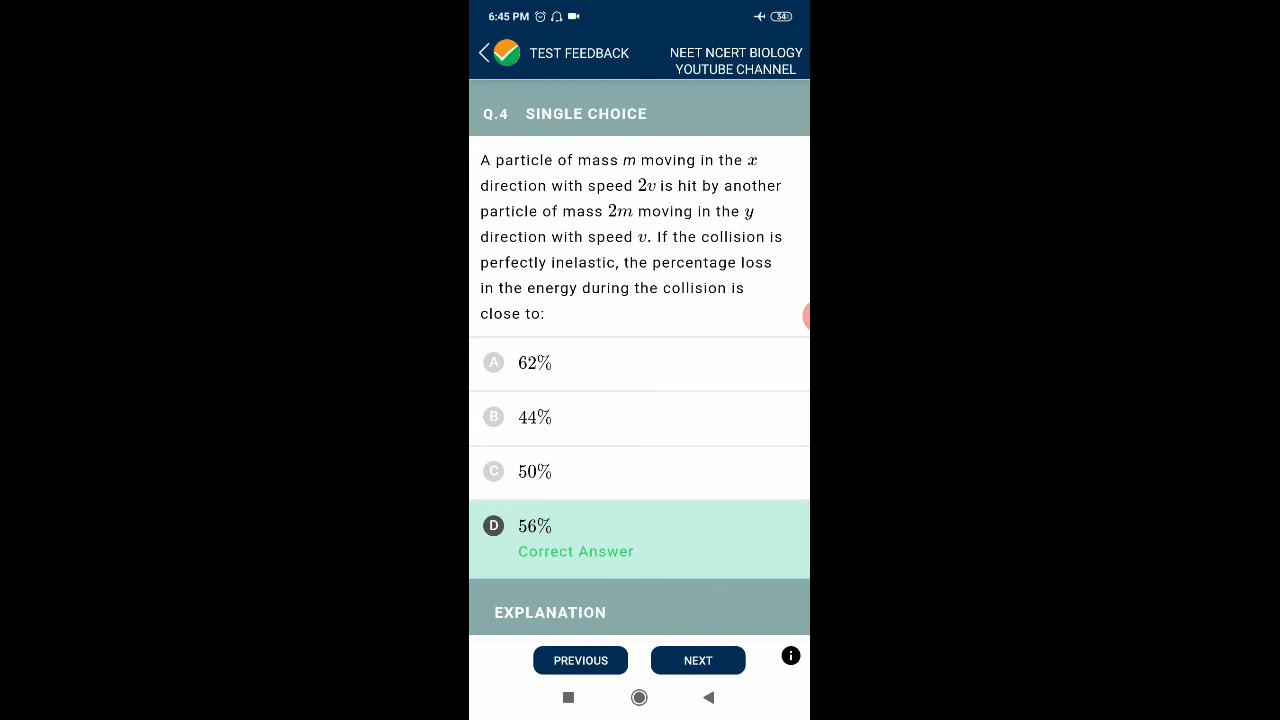 6:45 PM 34
TEST FEEDBACK
NEET NCERT BIOLOGY
YOUTUBE CHANNEL
Q.4 SINGLE CHOICE
A particle of mass m moving in the x
direction with speed 2v is hit by another
particle of mass 2m moving in the y
direction with speed v. If the collision is
perfectly inelastic, the percentage loss
in the energy during the collision is
close to:
A 62%
B 44%
C 50%
D 56%
Correct Answer
EXPLANATION
PREVIOUS NEXT i